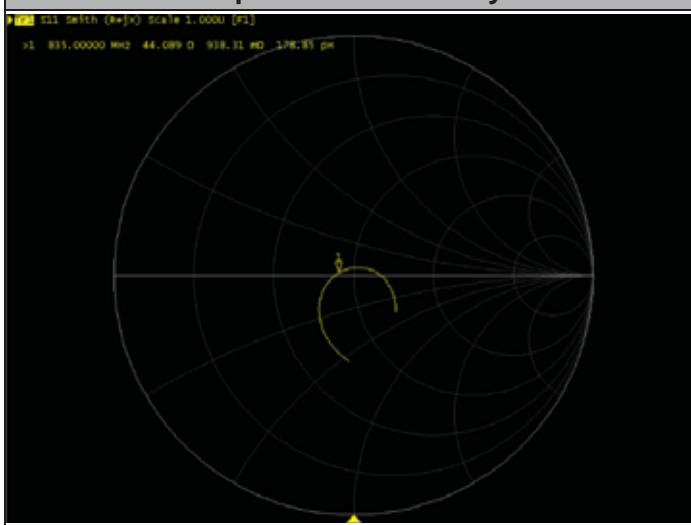 S11 Smith (R+jX) Scale 1.000U [F1]
>1 835.00000 MHz 44.089 Ω 938.31 mΩ 178.85 pH
1